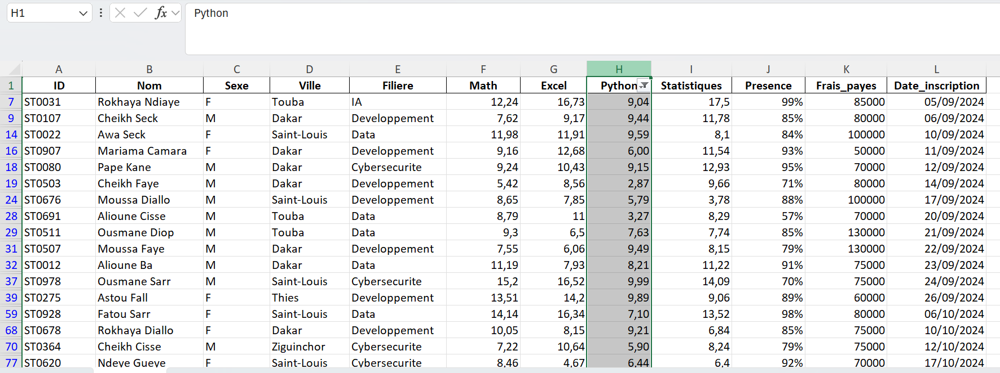 H1 fx Python
A B C D E F G H I J K L
1 ID Nom Sexe Ville Filiere Math Excel Python Statistiques Presence Frais_payes Date_inscription
7 ST0031 Rokhaya Ndiaye F Touba IA 12,24 16,73 9,04 17,5 99% 85000 05/09/2024
9 ST0107 Cheikh Seck M Dakar Developpement 7,62 9,17 9,44 11,78 85% 80000 06/09/2024
14 ST0022 Awa Seck F Saint-Louis Data 11,98 11,91 9,59 8,1 84% 100000 10/09/2024
16 ST0907 Mariama Camara F Dakar Developpement 9,16 12,68 6,00 11,54 93% 50000 11/09/2024
18 ST0080 Pape Kane M Dakar Cybersecurite 9,24 10,43 9,15 12,93 95% 70000 12/09/2024
19 ST0503 Cheikh Faye M Dakar Developpement 5,42 8,56 2,87 9,66 71% 80000 14/09/2024
24 ST0676 Moussa Diallo M Saint-Louis Developpement 8,65 7,85 5,79 3,78 88% 100000 17/09/2024
28 ST0691 Alioune Cisse M Touba Data 8,79 11 3,27 8,29 57% 70000 20/09/2024
29 ST0511 Ousmane Diop M Touba Data 9,3 6,5 7,63 7,74 85% 130000 21/09/2024
31 ST0507 Moussa Faye M Dakar Developpement 7,55 6,06 9,49 8,15 79% 130000 22/09/2024
32 ST0012 Alioune Ba M Dakar Data 11,19 7,93 8,21 11,22 91% 75000 23/09/2024
37 ST0978 Ousmane Sarr M Saint-Louis Cybersecurite 15,2 16,52 9,99 14,09 70% 75000 24/09/2024
39 ST0275 Astou Fall F Thies Developpement 13,51 14,2 9,89 9,06 89% 60000 26/09/2024
59 ST0928 Fatou Sarr F Saint-Louis Data 14,14 16,34 7,10 13,52 98% 80000 06/10/2024
68 ST0678 Rokhaya Diallo F Dakar Developpement 10,05 8,15 9,21 6,84 85% 75000 10/10/2024
70 ST0364 Cheikh Cisse M Ziguinchor Cybersecurite 7,22 10,64 5,90 8,24 79% 75000 12/10/2024
77 ST0620 Ndeye Gueye F Saint-Louis Cybersecurite 8,46 4,67 6,44 6,4 92% 70000 17/10/2024